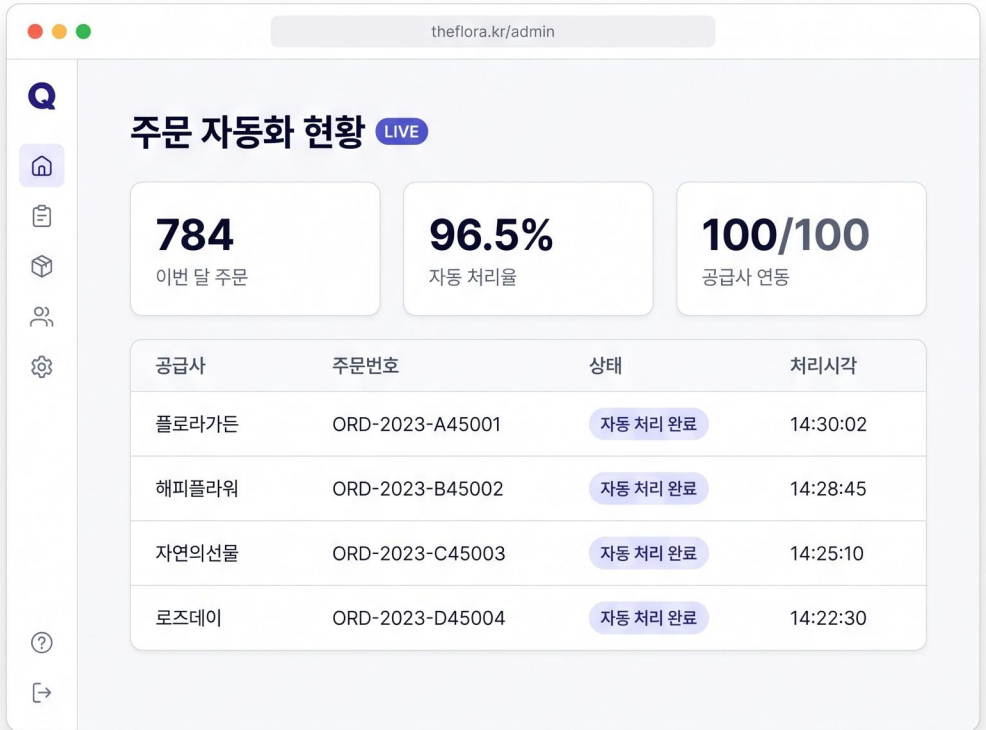 theflora.kr/admin
Q
주문 자동화 현황 LIVE
784
이번 달 주문
96.5%
자동 처리율
100/100
공급사 연동
공급사 주문번호 상태 처리시각
플로라가든 ORD-2023-A45001 자동 처리 완료 14:30:02
해피플라워 ORD-2023-B45002 자동 처리 완료 14:28:45
자연의선물 ORD-2023-C45003 자동 처리 완료 14:25:10
로즈데이 ORD-2023-D45004 자동 처리 완료 14:22:30